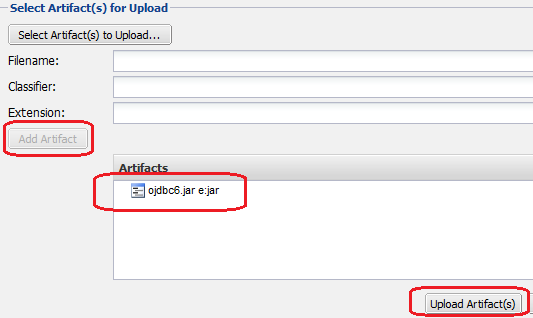 Select Artifact(s) for Upload
Select Artifact(s) to Upload...
Filename:
Classifier:
Extension:
Add Artifact
Artifacts
ojdbc6.jar e:jar
Upload Artifact(s)